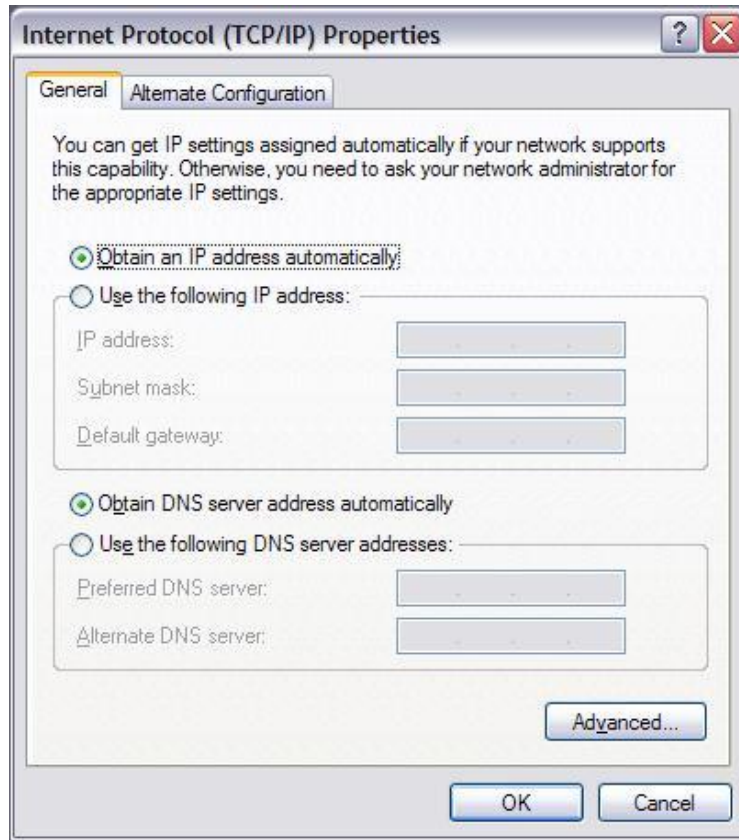 Internet Protocol (TCP/IP) Properties
General
Alternate Configuration
You can get IP settings assigned automatically if your network supports
this capability. Otherwise, you need to ask your network administrator for
the appropriate IP settings.
Obtain an IP address automatically
Use the following IP address:
IP address:
Subnet mask:
Default gateway:
Obtain DNS server address automatically
Use the following DNS server addresses:
Preferred DNS server:
Alternate DNS server:
Advanced...
OK
Cancel